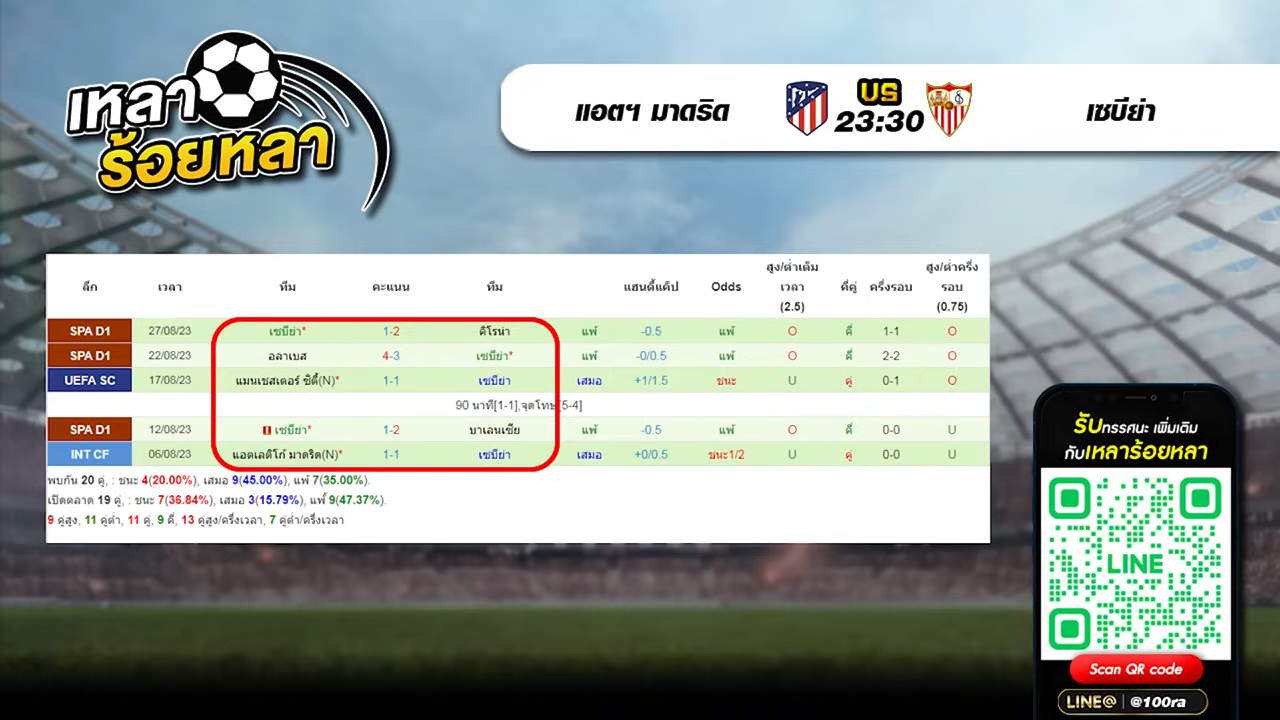 เหลา
ร้อยหลา
แอตฯ มาดริด VS เซบีย่า
23:30
ลีก เวลา ทีม คะแนน ทีม แฮนดี้แค็ป Odds สูง/ต่ำเต็มเวลา (2.5) คี่คู่ ครึ่งรอบ สูง/ต่ำครึ่งรอบ (0.75)
SPA D1 27/08/23 เซบีย่า* 1-2 คิโรน่า แพ้ -0.5 แพ้ O คี่ 1-1 O
SPA D1 22/08/23 อลาเบส 4-3 เซบีย่า* แพ้ -0/0.5 แพ้ O คี่ 2-2 O
UEFA SC 17/08/23 แมนเชสเตอร์ ซิตี้(N)* 1-1 เซบีย่า เสมอ +1/1.5 ชนะ U คู่ 0-1 O
90 นาที[1-1],จุดโทษ[5-4]
SPA D1 12/08/23 1 เซบีย่า* 1-2 บาเลนเซีย แพ้ -0.5 แพ้ O คี่ 0-0 U
INT CF 06/08/23 แอตเลติโก้ มาดริด(N)* 1-1 เซบีย่า เสมอ +0/0.5 ชนะ1/2 U คู่ 0-0 U
พบกัน 20 คู่, : ชนะ 4(20.00%), เสมอ 9(45.00%), แพ้ 7(35.00%).
เปิดตลาด 19 คู่, : ชนะ 7(36.84%), เสมอ 3(15.79%), แพ้ 9(47.37%).
9 คู่สูง, 11 คู่ต่ำ, 11 คู่, 9 คี่, 13 คู่สูง/ครึ่งเวลา, 7 คู่ต่ำ/ครึ่งเวลา
รับทรรศนะ เพิ่มเติม
กับเหลาร้อยหลา
LINE
Scan QR code
LINE@ | @100ra